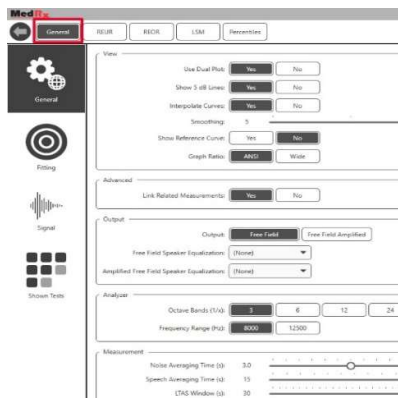 MedRx
General REUR REOR LSM Percentiles
View
Use Dual Plot: Yes No
Show 5 dB Lines: Yes No
Interpolate Curves: Yes No
Smoothing: 5
Show Reference Curve: Yes No
Graph Ratio: ANSI Wide
General
Fitting
Signal
Shown Tests
Advanced
Link Related Measurements: Yes No
Output
Output: Free Field Free Field Amplified
Free Field Speaker Equalization: (None)
Amplified Free Field Speaker Equalization: (None)
Analyzer
Octave Bands (1/x): 3 6 12 24
Frequency Range (Hz): 8000 12500
Measurement
Noise Averaging Time (s): 3.0
Speech Averaging Time (s): 15
LTAS Window (s): 30